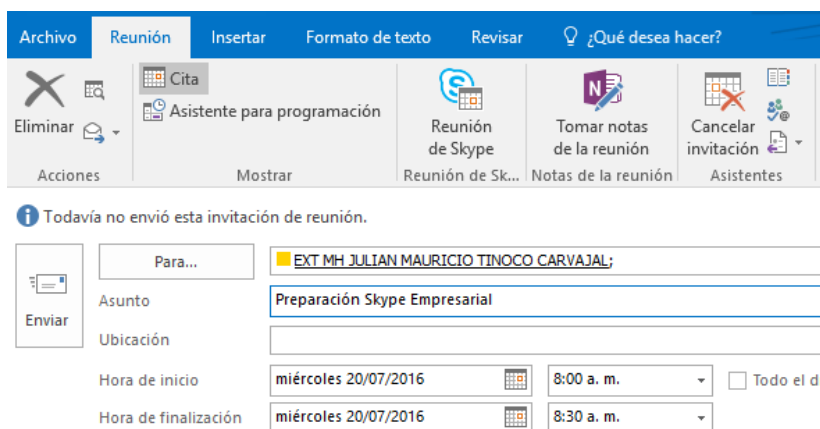 Archivo Reunión Insertar Formato de texto Revisar ¿Qué desea hacer?
Eliminar
Cita
Asistente para programación
Reunión
de Skype
Tomar notas
de la reunión
Cancelar
invitación
Acciones Mostrar Reunión de Sk... Notas de la reunión Asistentes
Todavía no envió esta invitación de reunión.
Enviar
Para... EXT MH JULIAN MAURICIO TINOCO CARVAJAL;
Asunto Preparación Skype Empresarial
Ubicación
Hora de inicio miércoles 20/07/2016 8:00 a. m. Todo el d
Hora de finalización miércoles 20/07/2016 8:30 a. m.